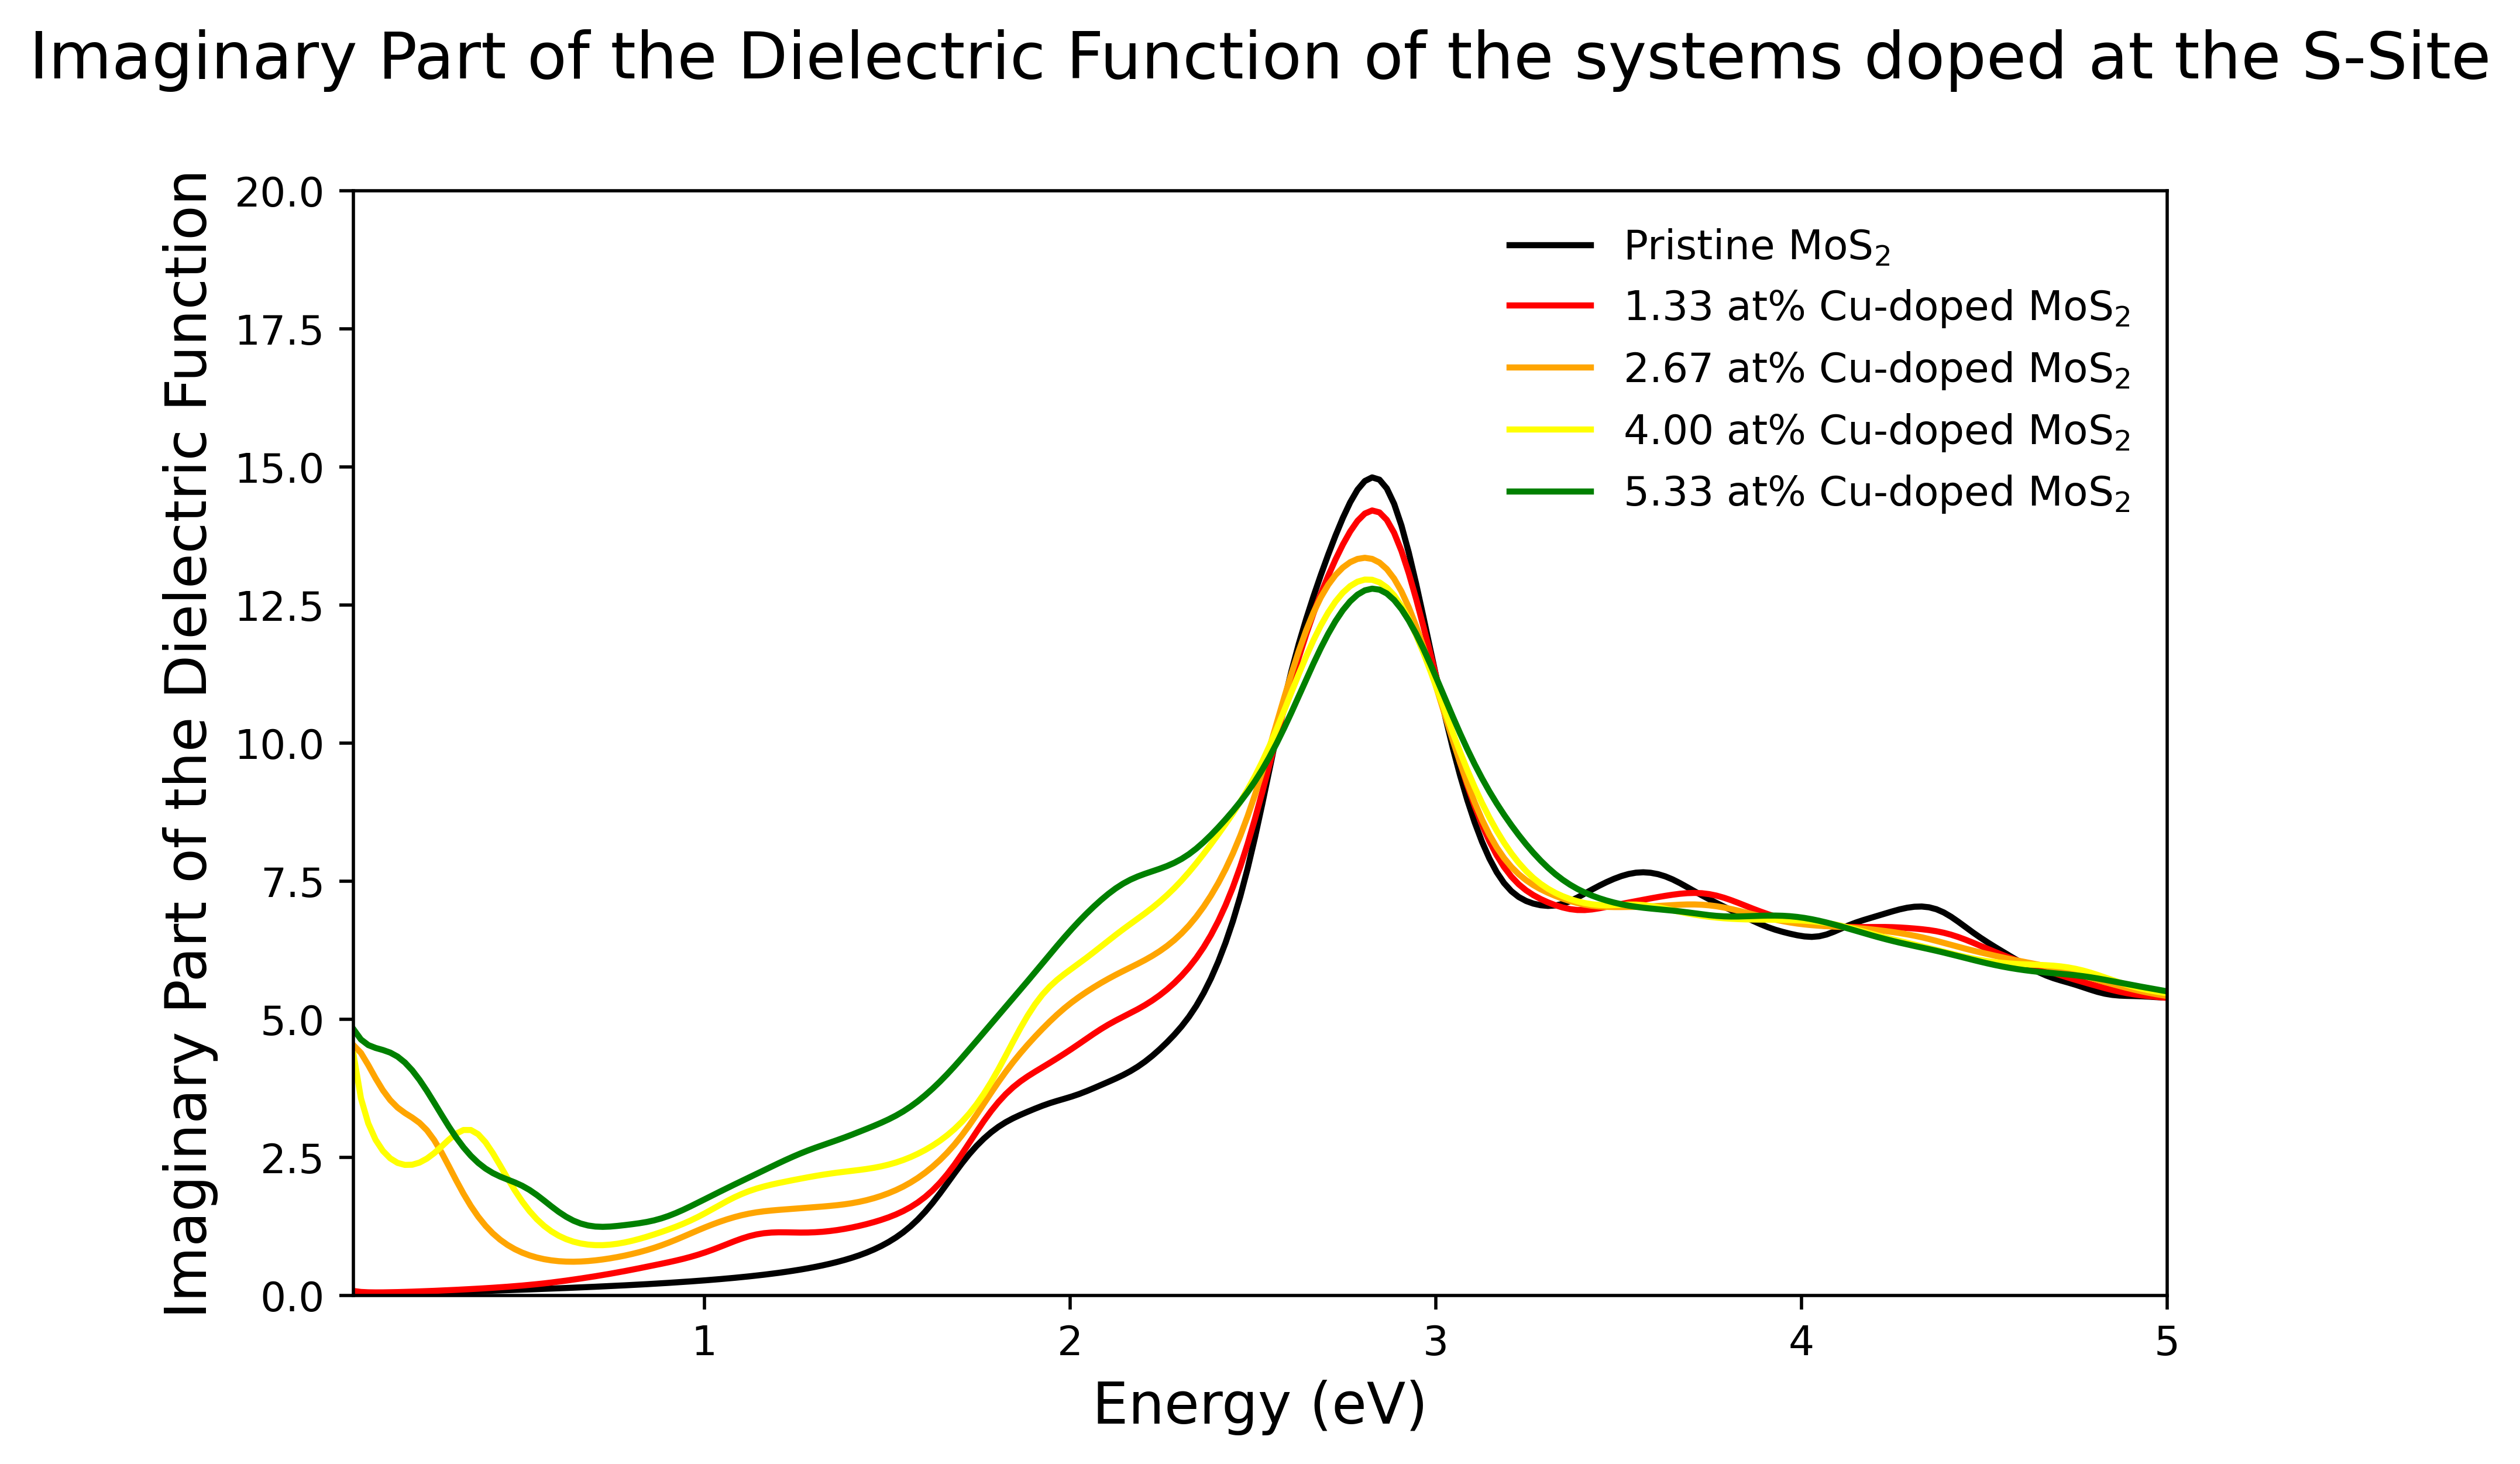 Imaginary Part of the Dielectric Function of the systems doped at the S-Site
Imaginary Part of the Dielectric Function
20.0
17.5
15.0
12.5
10.0
7.5
5.0
2.5
0.0
Pristine MoS₂
1.33 at% Cu-doped MoS₂
2.67 at% Cu-doped MoS₂
4.00 at% Cu-doped MoS₂
5.33 at% Cu-doped MoS₂
1 2 3 4 5
Energy (eV)